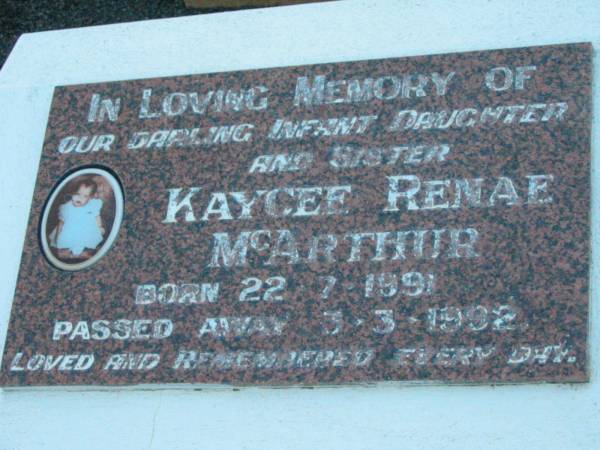 IN LOVING MEMORY OF
OUR DARLING INFANT DAUGHTER
AND SISTER
KAYCEE RENAE
McARTHUR
BORN 22 - 7 - 1991
PASSED AWAY 3 - 3 - 1992.
LOVED AND REMEMBERED EVERY DAY.